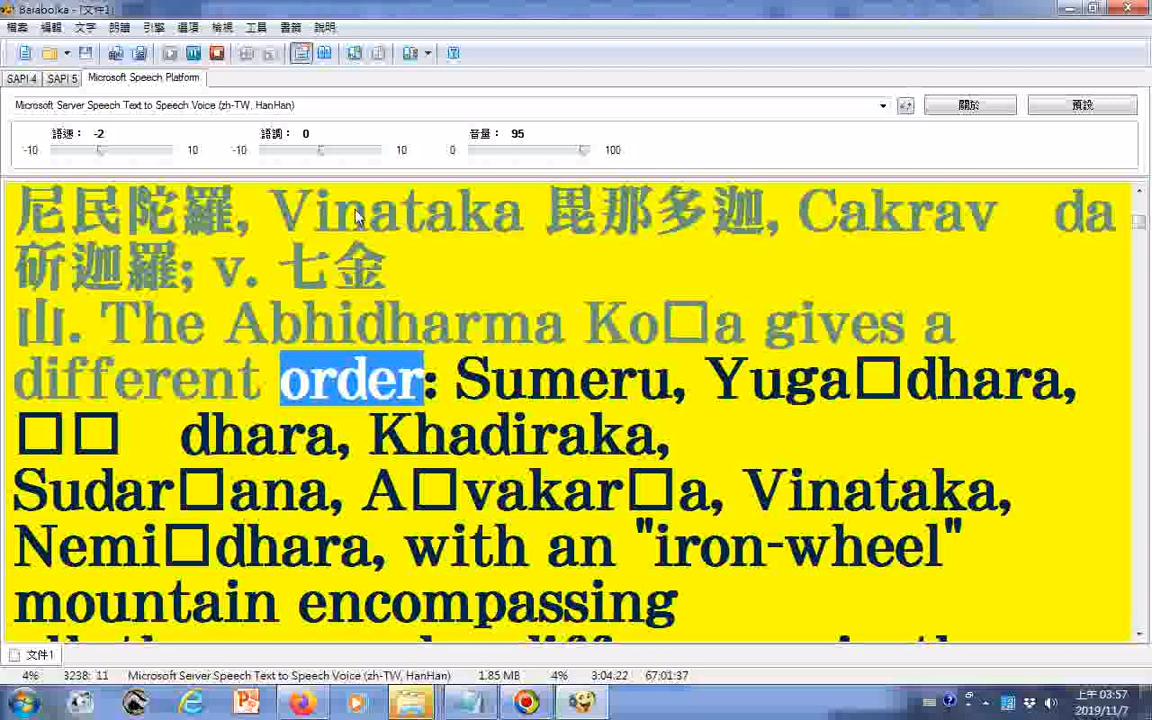 Balabolka - [文件1]
檔案 編輯 文字 朗讀 引擎 選項 檢視 工具 書籤 說明
SAPI 4 SAPI 5 Microsoft Speech Platform
Microsoft Server Speech Text to Speech Voice (zh-TW, HanHan) 關於 預設
語速： -2 語調： 0 音量： 95
-10 10 -10 10 0 100
尼民陀羅, Vinataka 毘那多迦, Cakrav da
斫迦羅; v. 七金
山. The Abhidharma Ko□a gives a
different order: Sumeru, Yuga□dhara,
□□ dhara, Khadiraka,
Sudar□ana, A□vakar□a, Vinataka,
Nemi□dhara, with an "iron-wheel"
mountain encompassing
文件1
4% 3238: 11 Microsoft Server Speech Text to Speech Voice (zh-TW, HanHan) 1.85 MB 4% 3:04:22 67:01:37
上午 03:57
2019/11/7